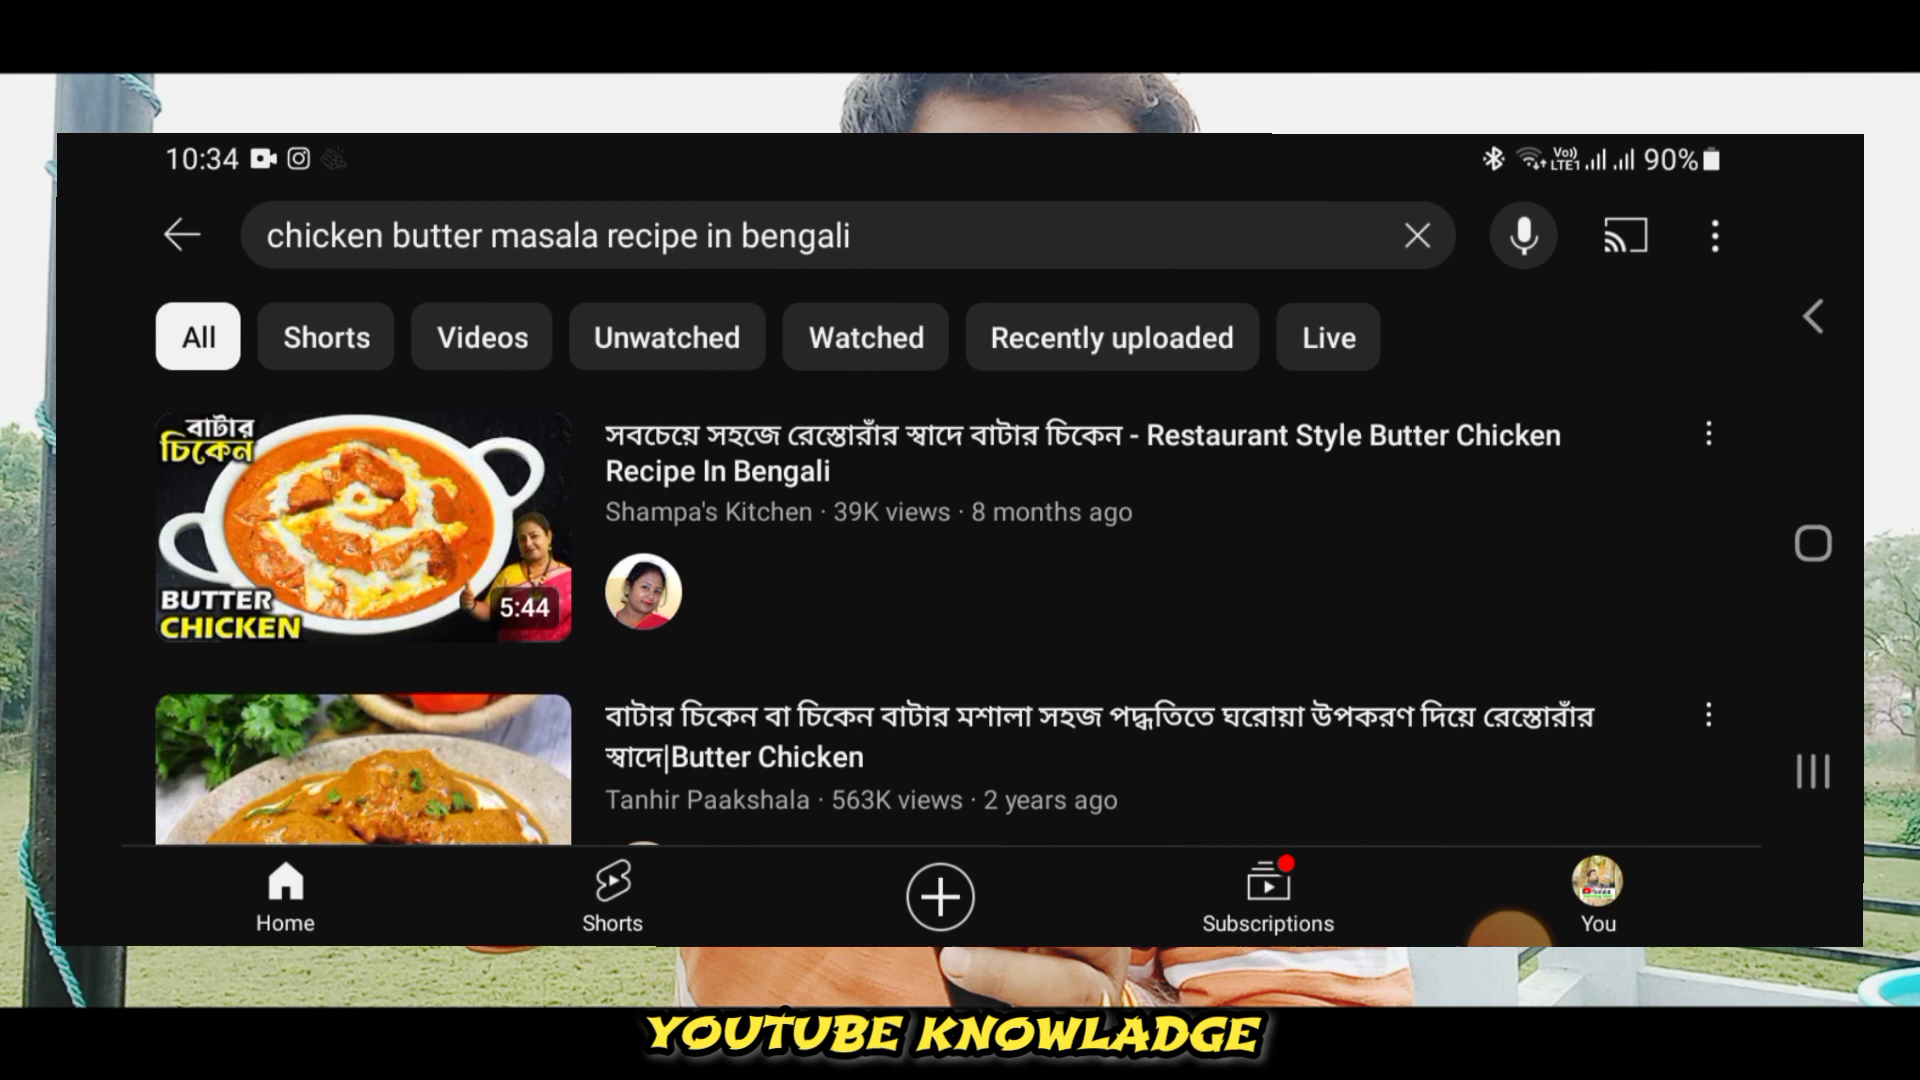 10:34
Vo))
LTE1
90%
chicken butter masala recipe in bengali
All
Shorts
Videos
Unwatched
Watched
Recently uploaded
Live
বাটার
চিকেন
BUTTER
CHICKEN
5:44
সবচেয়ে সহজে রেস্তোরাঁর স্বাদে বাটার চিকেন - Restaurant Style Butter Chicken
Recipe In Bengali
Shampa's Kitchen · 39K views · 8 months ago
বাটার চিকেন বা চিকেন বাটার মশালা সহজ পদ্ধতিতে ঘরোয়া উপকরণ দিয়ে রেস্তোরাঁর
স্বাদে|Butter Chicken
Tanhir Paakshala · 563K views · 2 years ago
Home
Shorts
Subscriptions
You
YOUTUBE KNOWLADGE